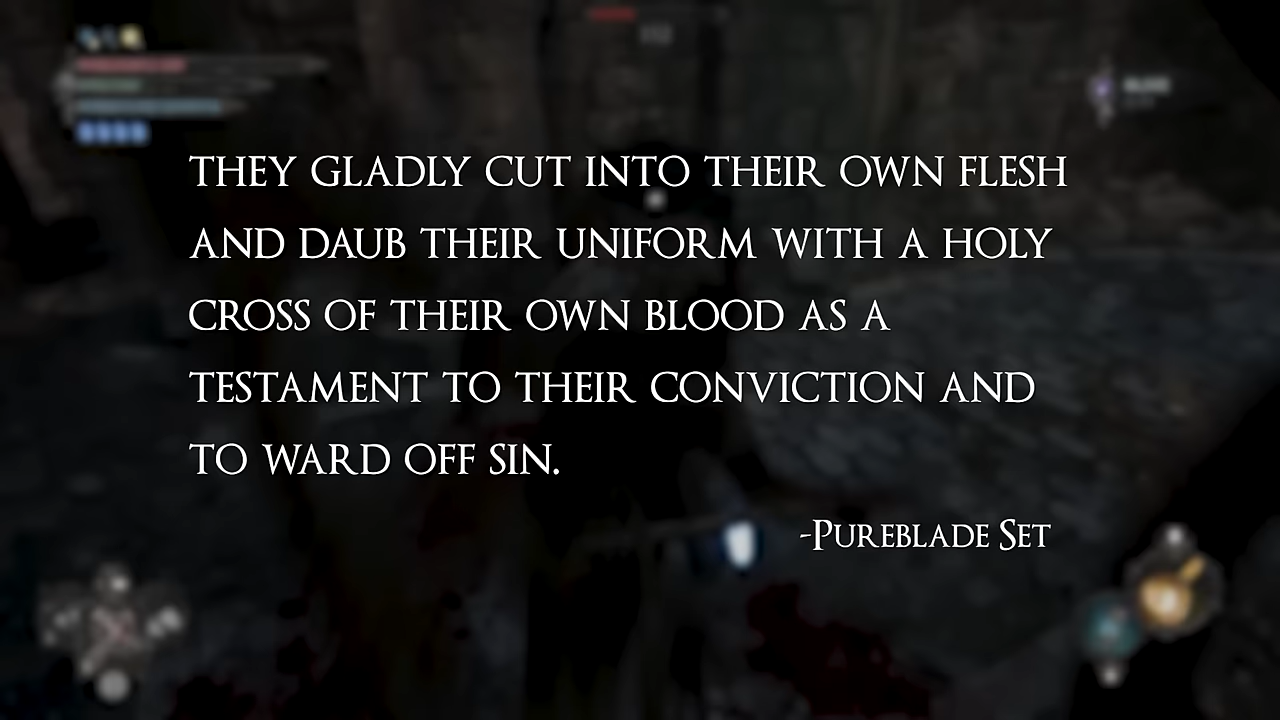 THEY GLADLY CUT INTO THEIR OWN FLESH
AND DAUB THEIR UNIFORM WITH A HOLY
CROSS OF THEIR OWN BLOOD AS A
TESTAMENT TO THEIR CONVICTION AND
TO WARD OFF SIN.
-PUREBLADE SET